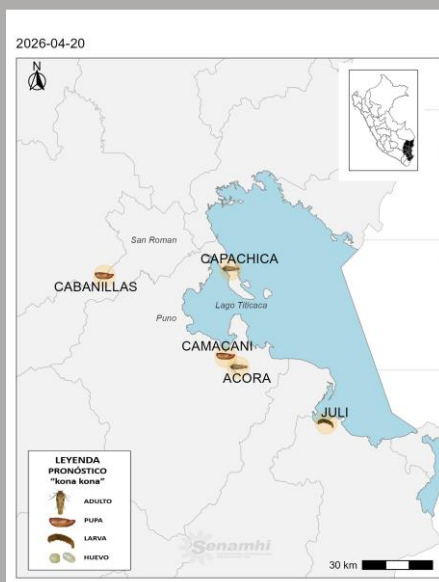 2026-04-20
N
San Roman
CAPACHICA
CABANILLAS
Lago Titicaca
Puno
CAMACANI
ACORA
JULI
LEYENDA
PRONÓSTICO
"kona kona"
ADULTO
PUPA
LARVA
HUEVO
Senamhi
30 km